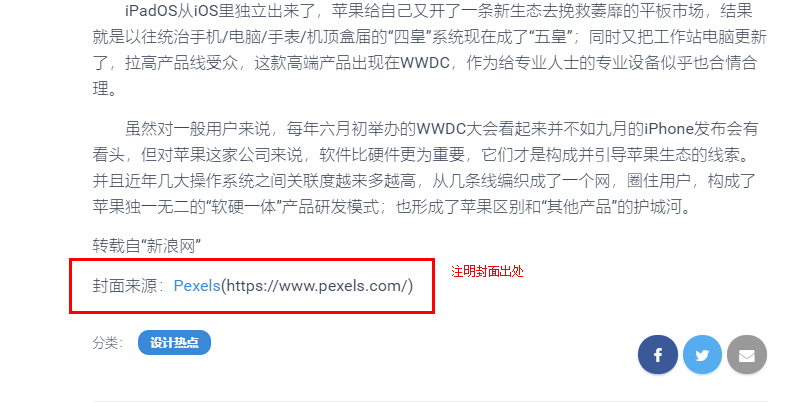 iPadOS从iOS里独立出来了，苹果给自己又开了一条新生态去挽救萎靡的平板市场，结果
就是以往统治手机/电脑/手表/机顶盒届的“四皇”系统现在成了“五皇”；同时又把工作站电脑更新
了，拉高产品线受众，这款高端产品出现在WWDC，作为给专业人士的专业设备似乎也合情合
理。
虽然对一般用户来说，每年六月初举办的WWDC大会看起来并不如九月的iPhone发布会有
看头，但对苹果这家公司来说，软件比硬件更为重要，它们才是构成并引导苹果生态的线索。
并且近年几大操作系统之间关联度越来多越高，从几条线编织成了一个网，圈住用户，构成了
苹果独一无二的“软硬一体”产品研发模式；也形成了苹果区别和“其他产品”的护城河。
转载自“新浪网”
封面来源：Pexels(https://www.pexels.com/)
注明封面出处
分类：
设计热点